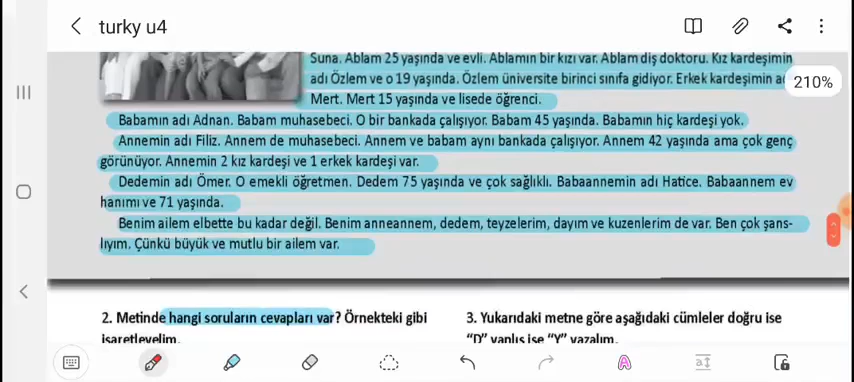 turky u4
210%
Suna. Ablam 25 yaşında ve evli. Ablamın bir kızı var. Ablam diş doktoru. Kız kardeşimin
adı Özlem ve o 19 yaşında. Özlem üniversite birinci sınıfa gidiyor. Erkek kardeşimin
Mert. Mert 15 yaşında ve lisede öğrenci.
Babamın adı Adnan. Babam muhasebeci. O bir bankada çalışıyor. Babam 45 yaşında. Babamın hiç kardeşi yok.
Annemin adı Filiz. Annem de muhasebeci. Annem ve babam aynı bankada çalışıyor. Annem 42 yaşında ama çok genç
görünüyor. Annemin 2 kız kardeşi ve 1 erkek kardeşi var.
Dedemin adı Ömer. O emekli öğretmen. Dedem 75 yaşında ve çok sağlıklı. Babaannemin adı Hatice. Babaannem ev
hanımı ve 71 yaşında.
Benim ailem elbette bu kadar değil. Benim anneannem, dedem, teyzelerim, dayım ve kuzenlerim de var. Ben çok şans-
lıyım. Çünkü büyük ve mutlu bir ailem var.
2. Metinde hangi soruların cevapları var? Örnekteki gibi
işaretleyelim.
3. Yukarıdaki metne göre aşağıdaki cümleler doğru ise
"D" yanlış ise "Y" yazalım.